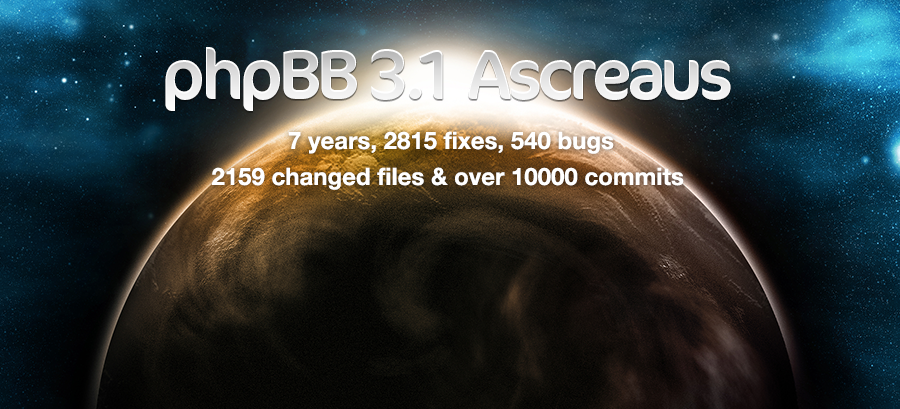 phpBB 3.1 Ascreaus
7 years, 2815 fixes, 540 bugs
2159 changed files & over 10000 commits